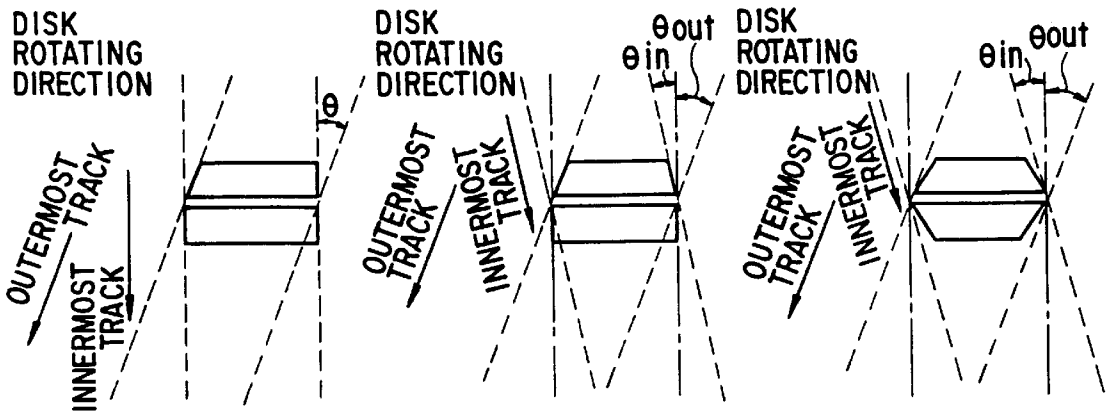 DISK
ROTATING
DIRECTION
θ
OUTERMOST
TRACK
INNERMOST
TRACK
DISK
ROTATING
DIRECTION
θin
θout
OUTERMOST
TRACK
INNERMOST
TRACK
DISK
ROTATING
DIRECTION
θin
θout
OUTERMOST
TRACK
INNERMOST
TRACK